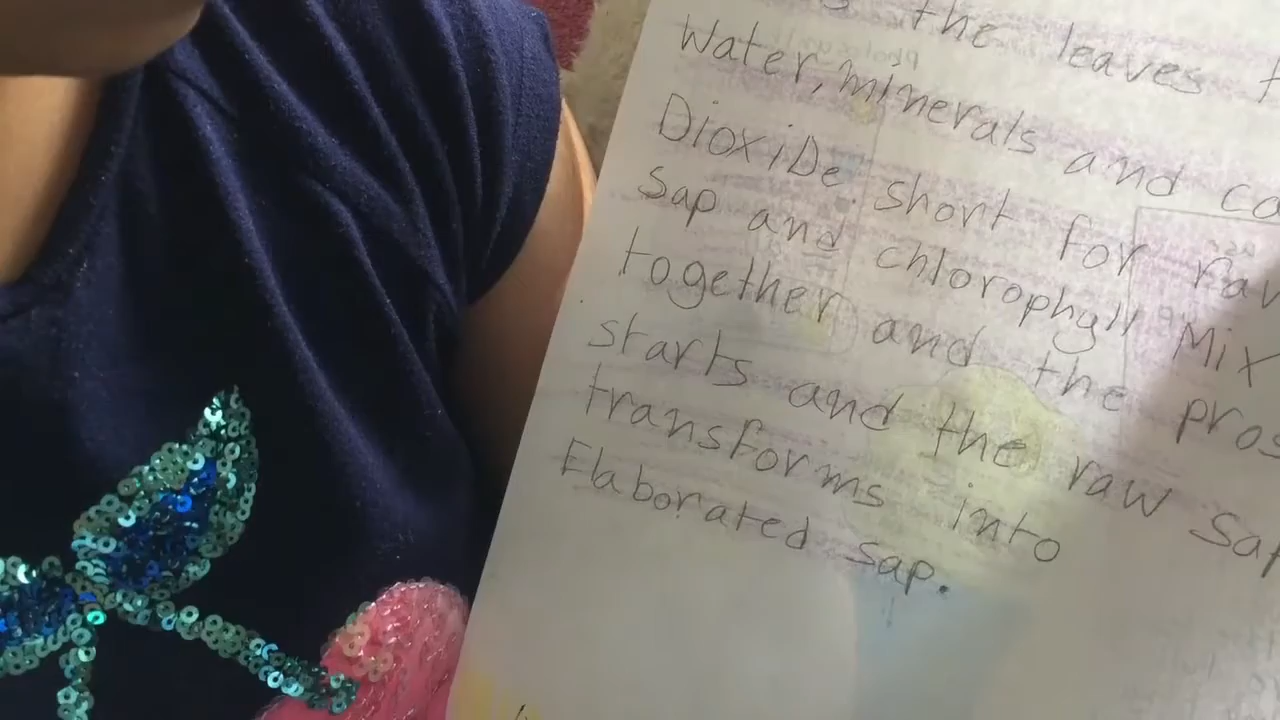 the leaves
Water, minerals and
DioxiDe short for
sap and chlorophyll Mix
together and the
starts and the raw
transforms into
Elaborated sap.